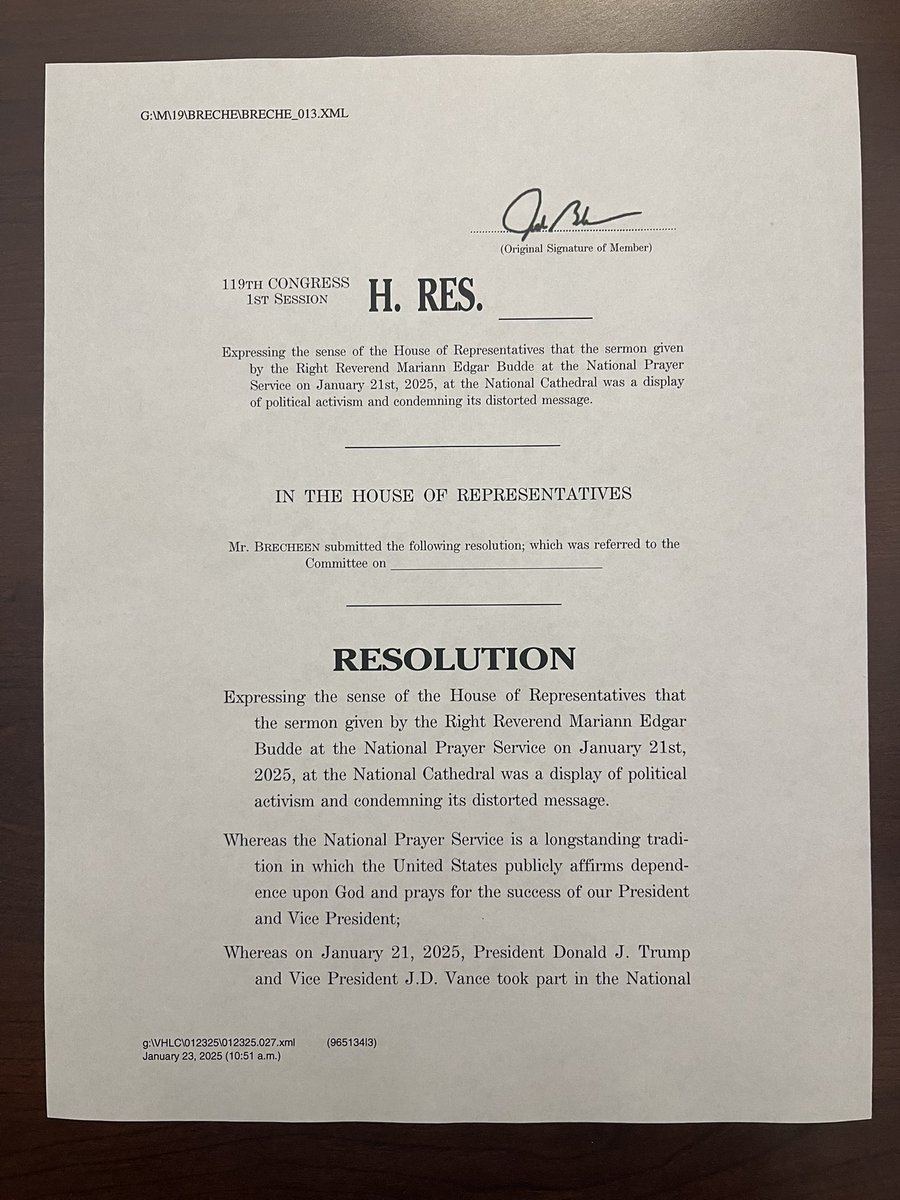 G:\M\19\BRECHE\BRECHE_013.XML
(Original Signature of Member)
119TH CONGRESS
1ST SESSION
H. RES.
Expressing the sense of the House of Representatives that the sermon given
by the Right Reverend Mariann Edgar Budde at the National Prayer
Service on January 21st, 2025, at the National Cathedral was a display
of political activism and condemning its distorted message.
IN THE HOUSE OF REPRESENTATIVES
Mr. BRECHEEN submitted the following resolution; which was referred to the
Committee on
RESOLUTION
Expressing the sense of the House of Representatives that
the sermon given by the Right Reverend Mariann Edgar
Budde at the National Prayer Service on January 21st,
2025, at the National Cathedral was a display of political
activism and condemning its distorted message.
Whereas the National Prayer Service is a longstanding tradi-
tion in which the United States publicly affirms depend-
ence upon God and prays for the success of our President
and Vice President;
Whereas on January 21, 2025, President Donald J. Trump
and Vice President J.D. Vance took part in the National
g:\VHLC\012325\012325.027.xml (965134|3)
January 23, 2025 (10:51 a.m.)